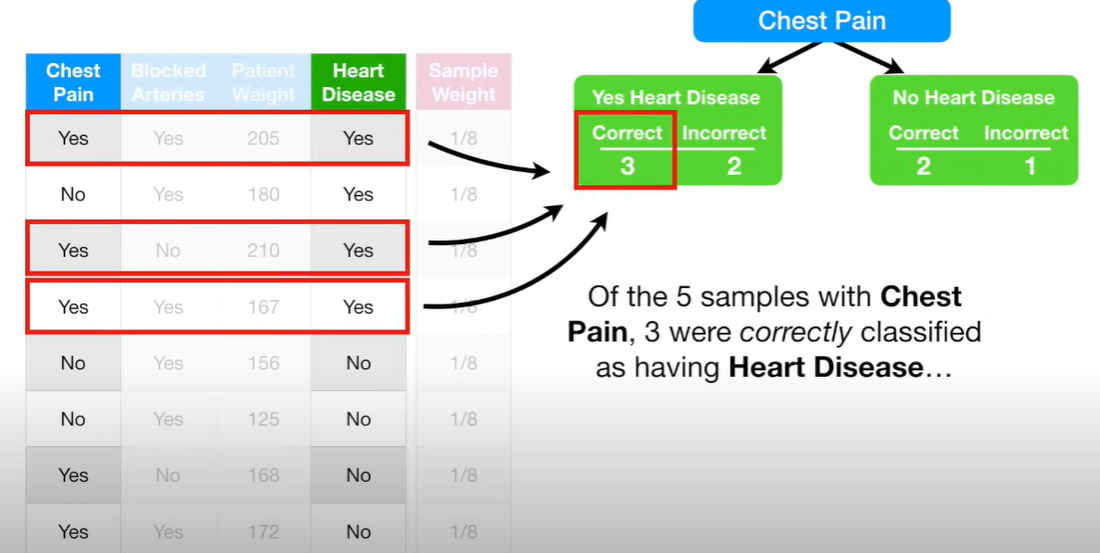 Chest Pain
Chest Pain Blocked Arteries Patient Weight Heart Disease Sample Weight
Yes Yes 205 Yes 1/8
No Yes 180 Yes 1/8
Yes No 210 Yes 1/8
Yes Yes 167 Yes 1/8
No Yes 156 No 1/8
No Yes 125 No 1/8
Yes No 168 No 1/8
Yes Yes 172 No 1/8
Yes Heart Disease
Correct Incorrect
3 2
No Heart Disease
Correct Incorrect
2 1
Of the 5 samples with Chest
Pain, 3 were correctly classified
as having Heart Disease…